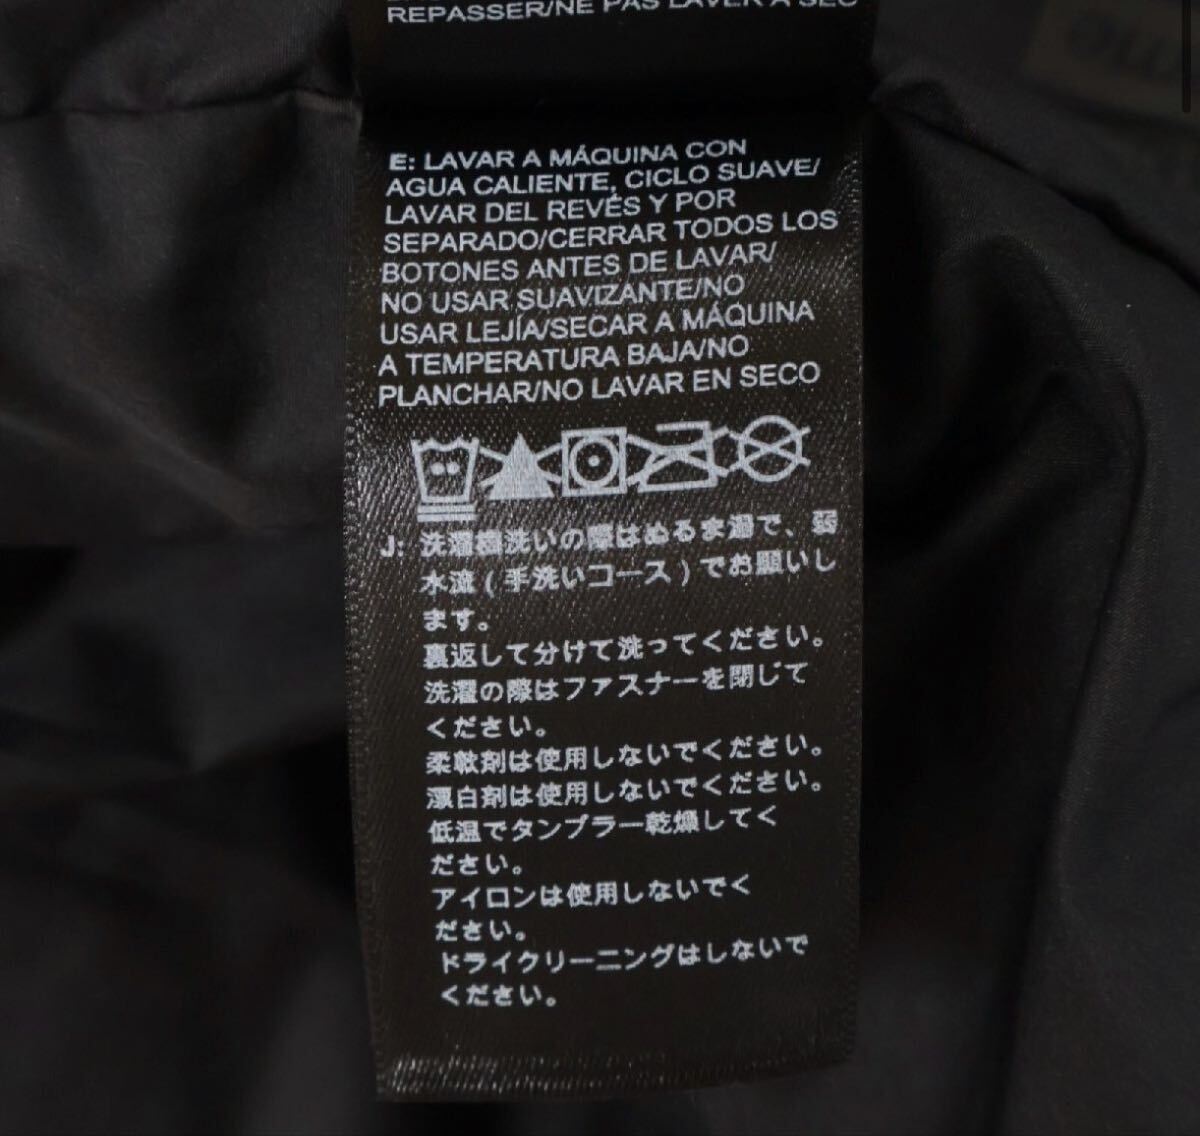 REPASSER/NE PAS LAVER A SEC
E: LAVAR A MÁQUINA CON
AGUA CALIENTE, CICLO SUAVE/
LAVAR DEL REVÉS Y POR
SEPARADO/CERRAR TODOS LOS
BOTONES ANTES DE LAVAR/
NO USAR SUAVIZANTE/NO
USAR LEJÍA/SECAR A MÁQUINA
A TEMPERATURA BAJA/NO
PLANCHAR/NO LAVAR EN SECO
J: 洗濯機洗いの際はぬるま湯で、弱
水流(手洗いコース)でお願いし
ます。
裏返して分けて洗ってください。
洗濯の際はファスナーを閉じて
ください。
柔軟剤は使用しないでください。
漂白剤は使用しないでください。
低温でタンブラー乾燥してく
ださい。
アイロンは使用しないでく
ださい。
ドライクリーニングはしないで
ください。